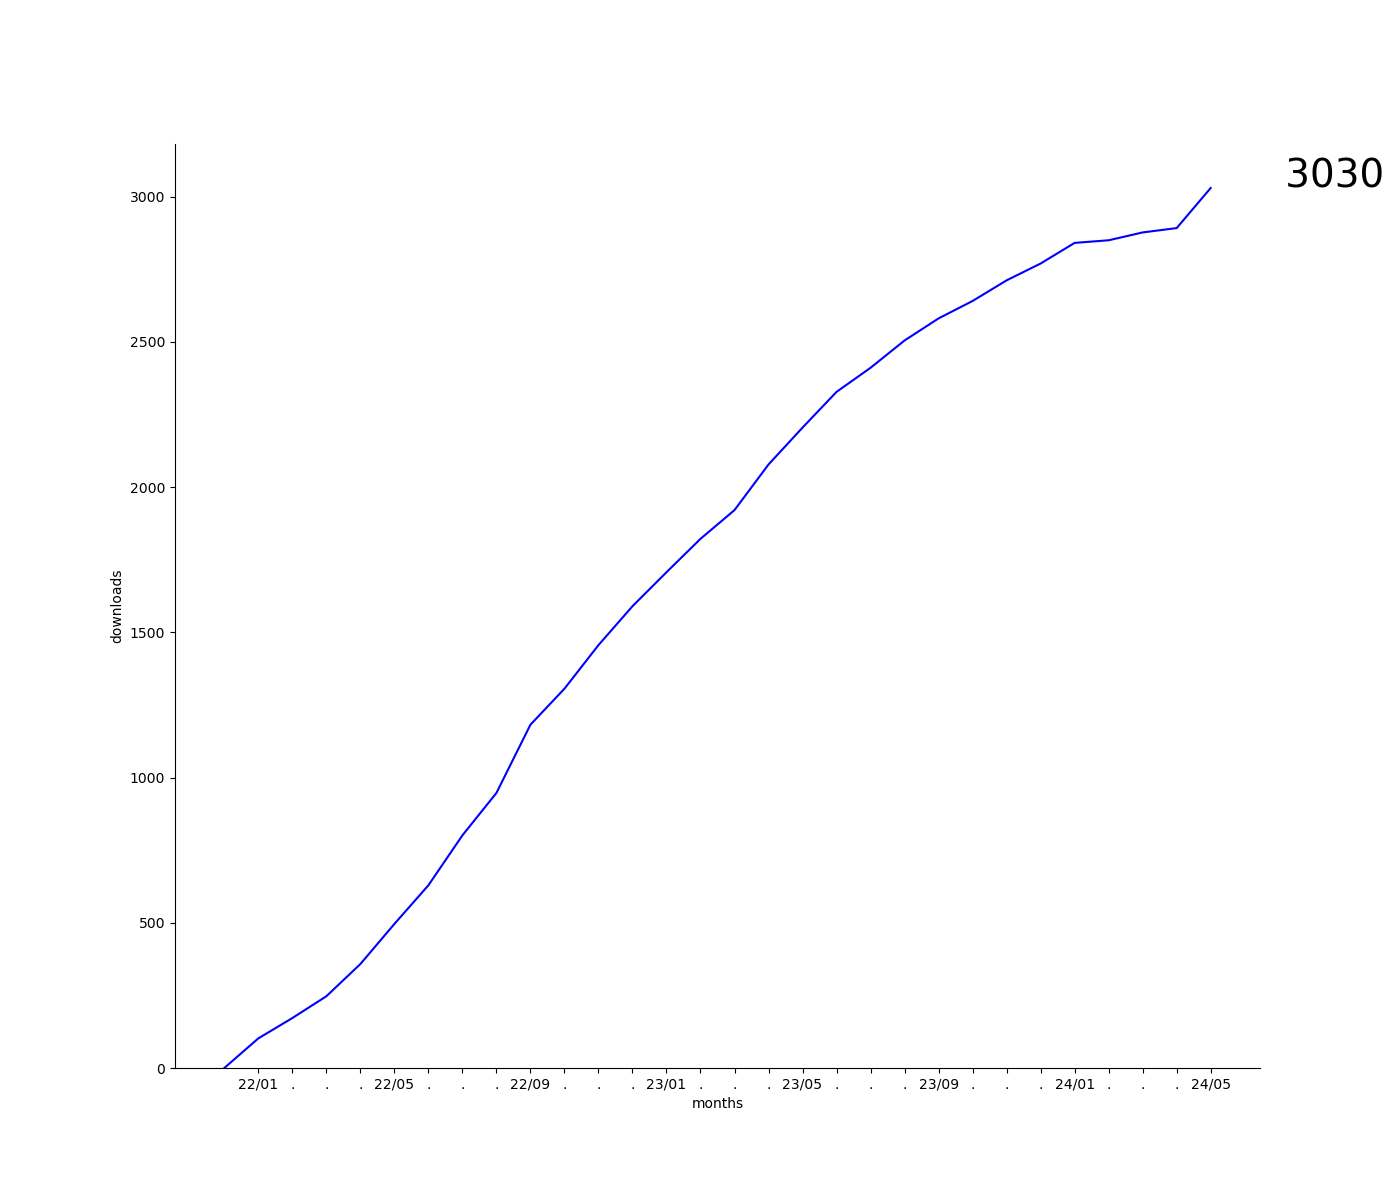 3030
3000
2500
2000
1500
1000
500
0
downloads
22/01 . . . 22/05 . . . 22/09 . . . 23/01 . . . 23/05 . . . 23/09 . . . 24/01 . . . 24/05
months